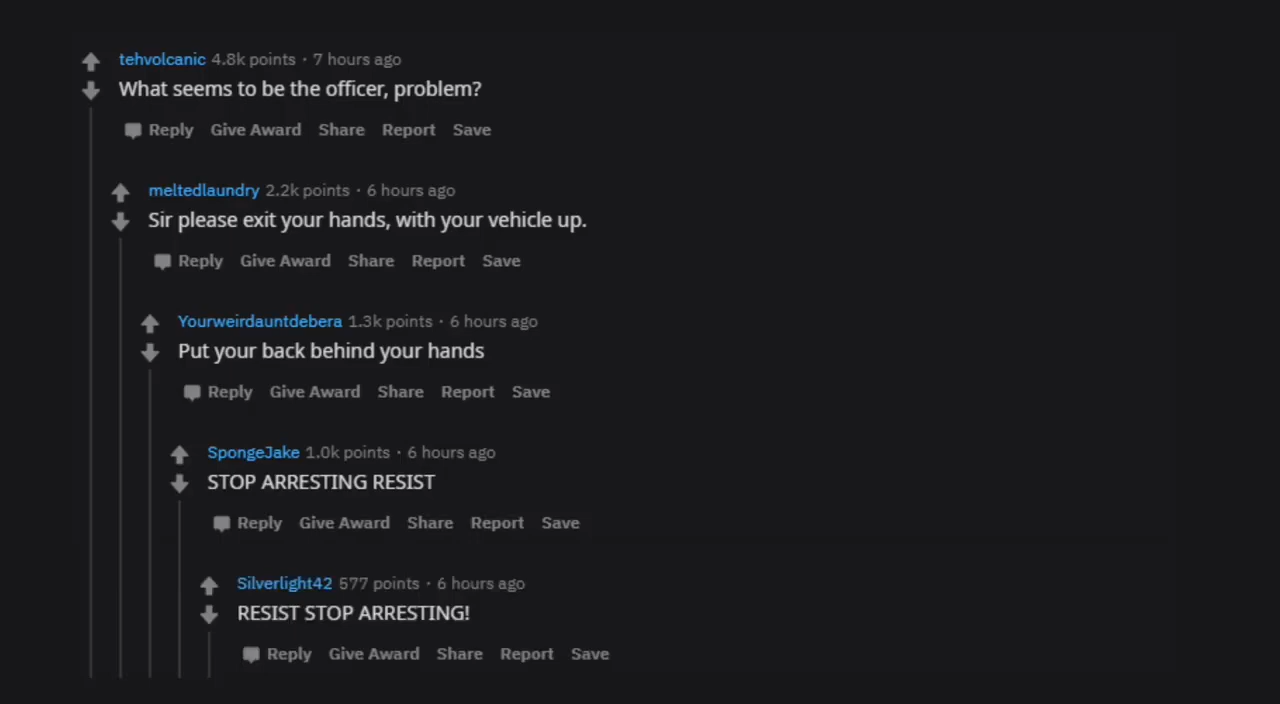 tehvolcanic 4.8k points · 7 hours ago
What seems to be the officer, problem?
Reply Give Award Share Report Save
meltedlaundry 2.2k points · 6 hours ago
Sir please exit your hands, with your vehicle up.
Reply Give Award Share Report Save
Yourweirdauntdebera 1.3k points · 6 hours ago
Put your back behind your hands
Reply Give Award Share Report Save
SpongeJake 1.0k points · 6 hours ago
STOP ARRESTING RESIST
Reply Give Award Share Report Save
Silverlight42 577 points · 6 hours ago
RESIST STOP ARRESTING!
Reply Give Award Share Report Save